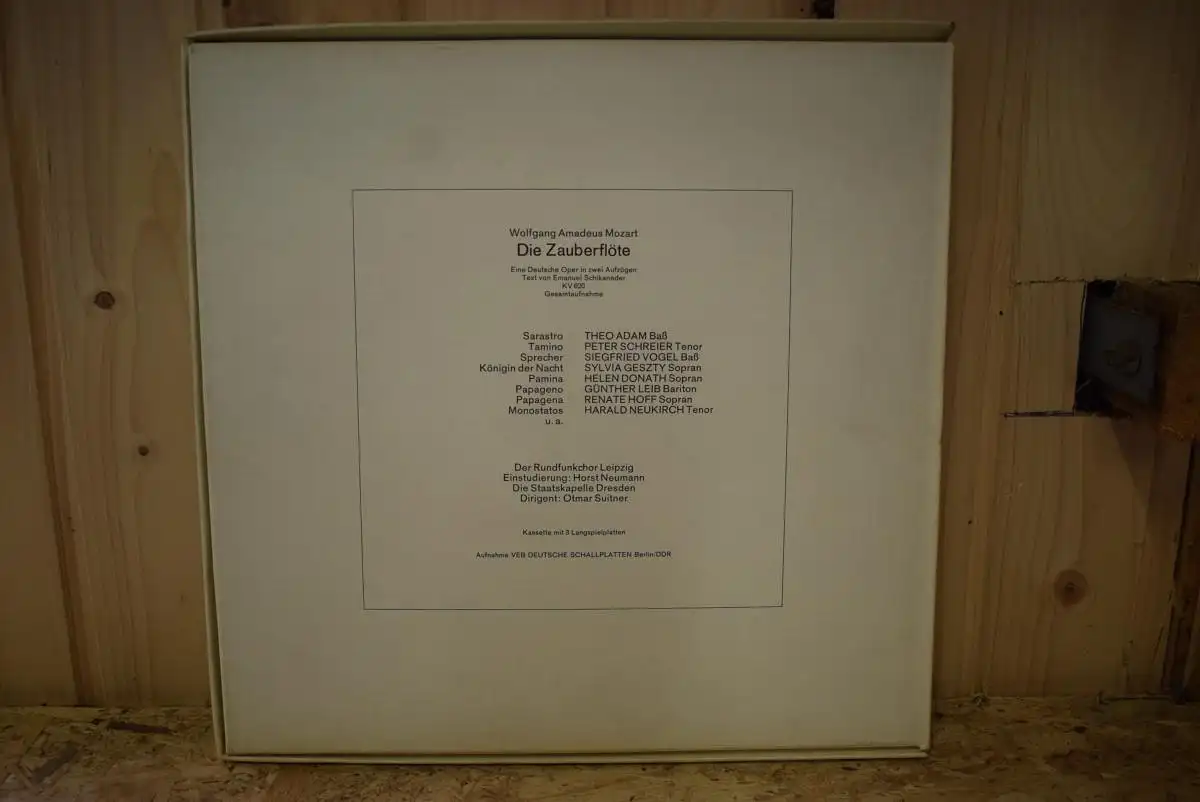 Wolfgang Amadeus Mozart
Die Zauberflöte
Eine Deutsche Oper in zwei Aufzügen
Text von Emanuel Schikaneder
KV 620
Gesamtaufnahme
Sarastro THEO ADAM Baß
Tamino PETER SCHREIER Tenor
Sprecher SIEGFRIED VOGEL Baß
Königin der Nacht SYLVIA GESZTY Sopran
Pamina HELEN DONATH Sopran
Papageno GÜNTHER LEIB Bariton
Papagena RENATE HOFF Sopran
Monostatos HARALD NEUKIRCH Tenor
u. a.
Der Rundfunkchor Leipzig
Einstudierung: Horst Neumann
Die Staatskapelle Dresden
Dirigent: Otmar Suitner
Kassette mit 3 Langspielplatten
Aufnahme VEB DEUTSCHE SCHALLPLATTEN Berlin/DDR